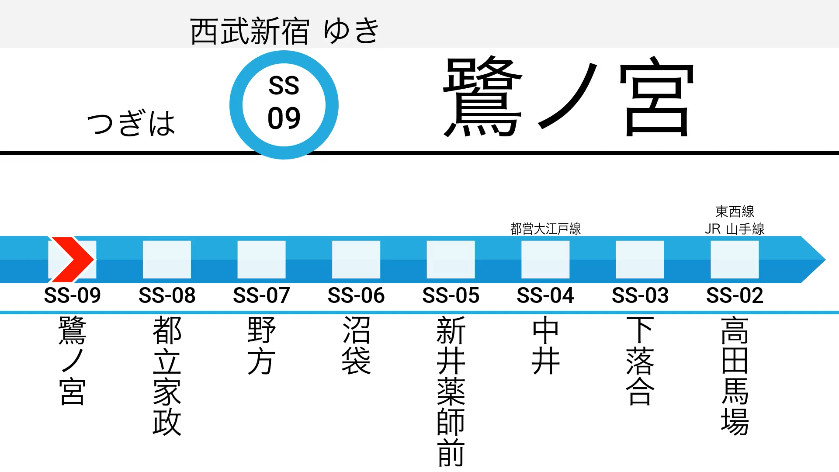 西武新宿 ゆき
つぎは
SS
09
鷺ノ宮
都営大江戸線
東西線
JR 山手線
SS-09
SS-08
SS-07
SS-06
SS-05
SS-04
SS-03
SS-02
鷺ノ宮
都立家政
野方
沼袋
新井薬師前
中井
下落合
高田馬場